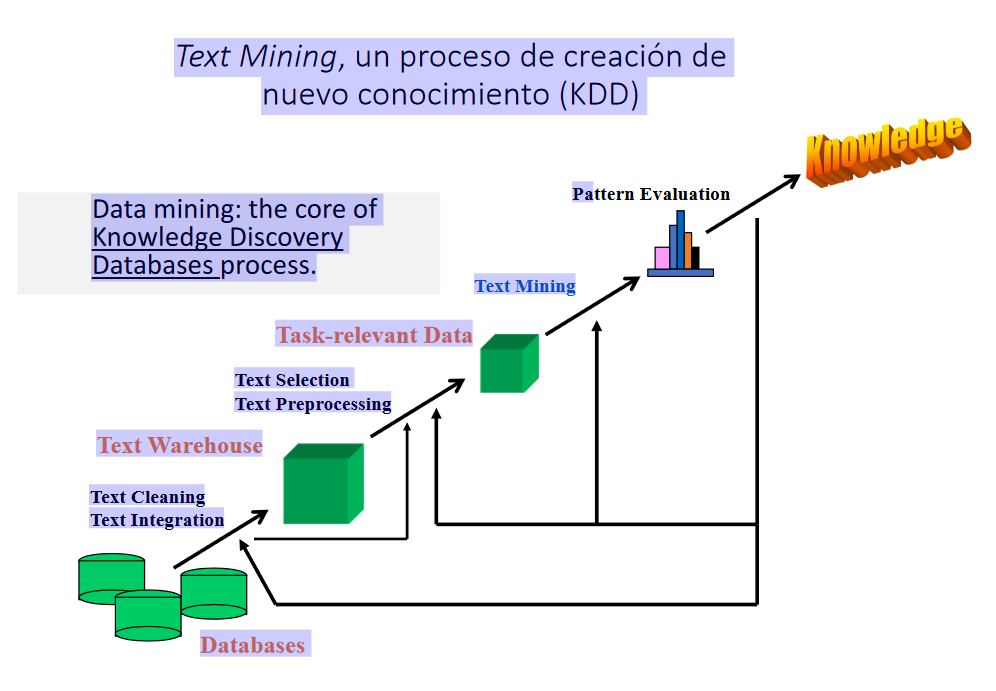 Text Mining, un proceso de creación de
nuevo conocimiento (KDD)
Knowledge
Pattern Evaluation
Data mining: the core of
Knowledge Discovery
Databases process.
Text Mining
Task-relevant Data
Text Selection
Text Preprocessing
Text Warehouse
Text Cleaning
Text Integration
Databases